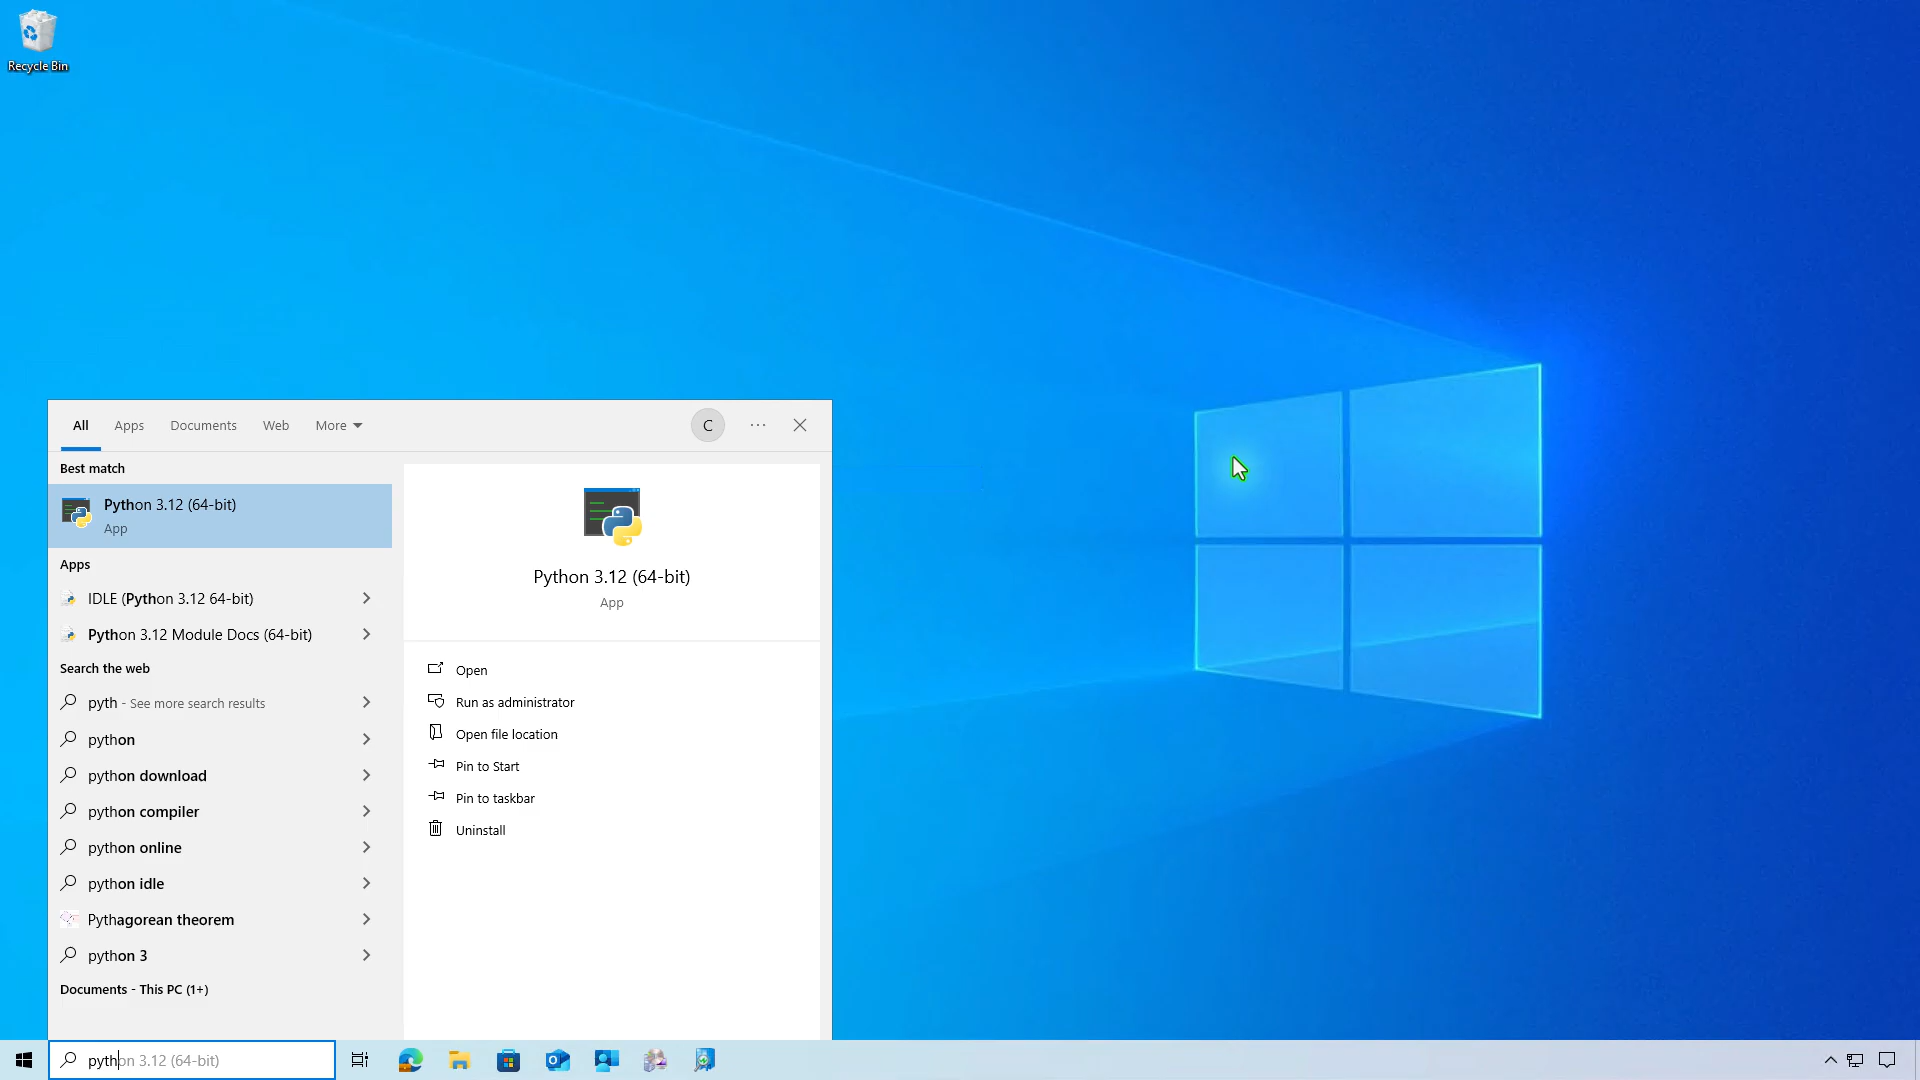 Recycle Bin
All Apps Documents Web More C ...
Best match
Python 3.12 (64-bit)
App
Apps
IDLE (Python 3.12 64-bit)
Python 3.12 Module Docs (64-bit)
Search the web
pyth - See more search results
python
python download
python compiler
python online
python idle
Pythagorean theorem
python 3
Documents - This PC (1+)
Python 3.12 (64-bit)
App
Open
Run as administrator
Open file location
Pin to Start
Pin to taskbar
Uninstall
python 3.12 (64-bit)